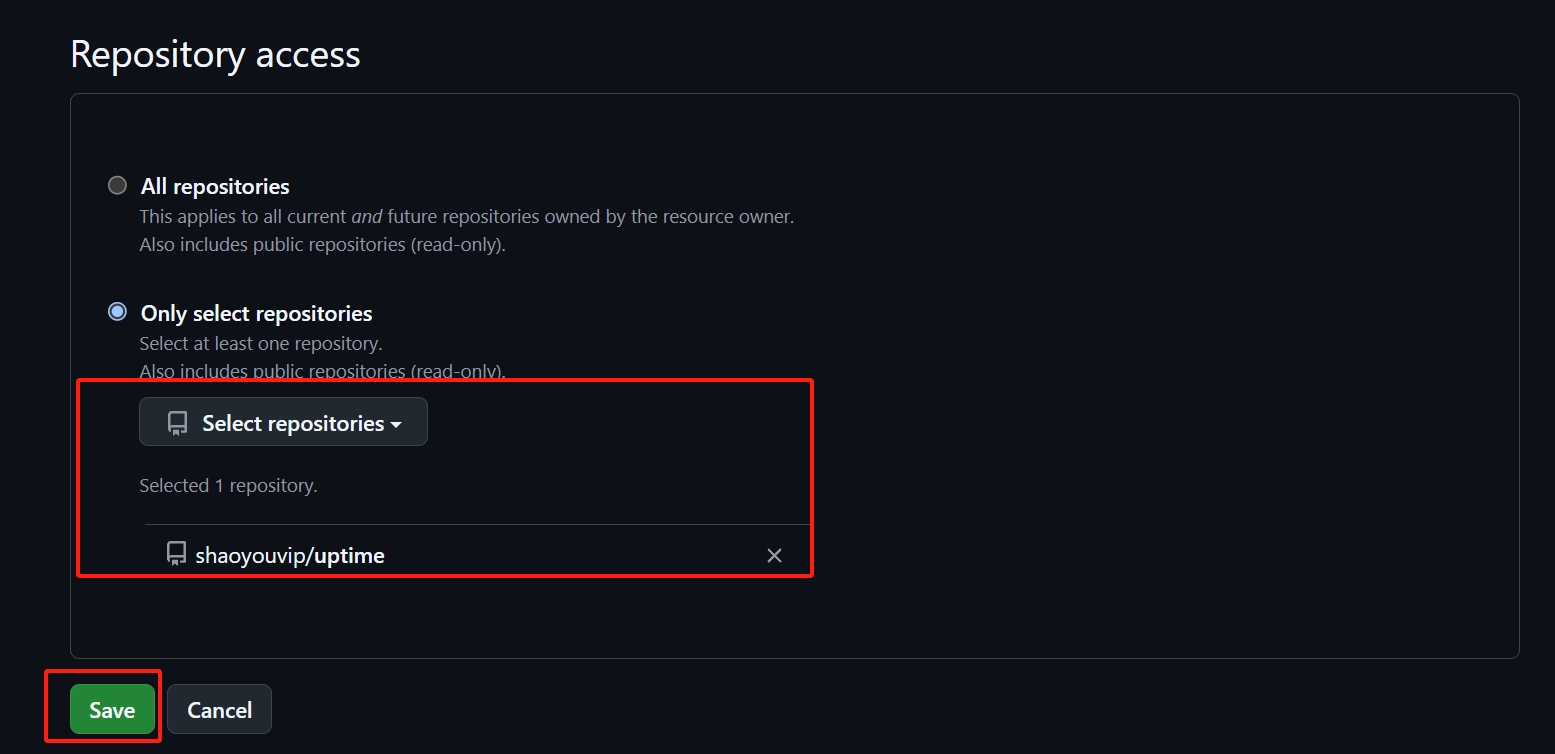 Repository access
All repositories
This applies to all current and future repositories owned by the resource owner.
Also includes public repositories (read-only).
Only select repositories
Select at least one repository.
Also includes public repositories (read-only).
Select repositories
Selected 1 repository.
shaoyouvip/uptime
Save Cancel